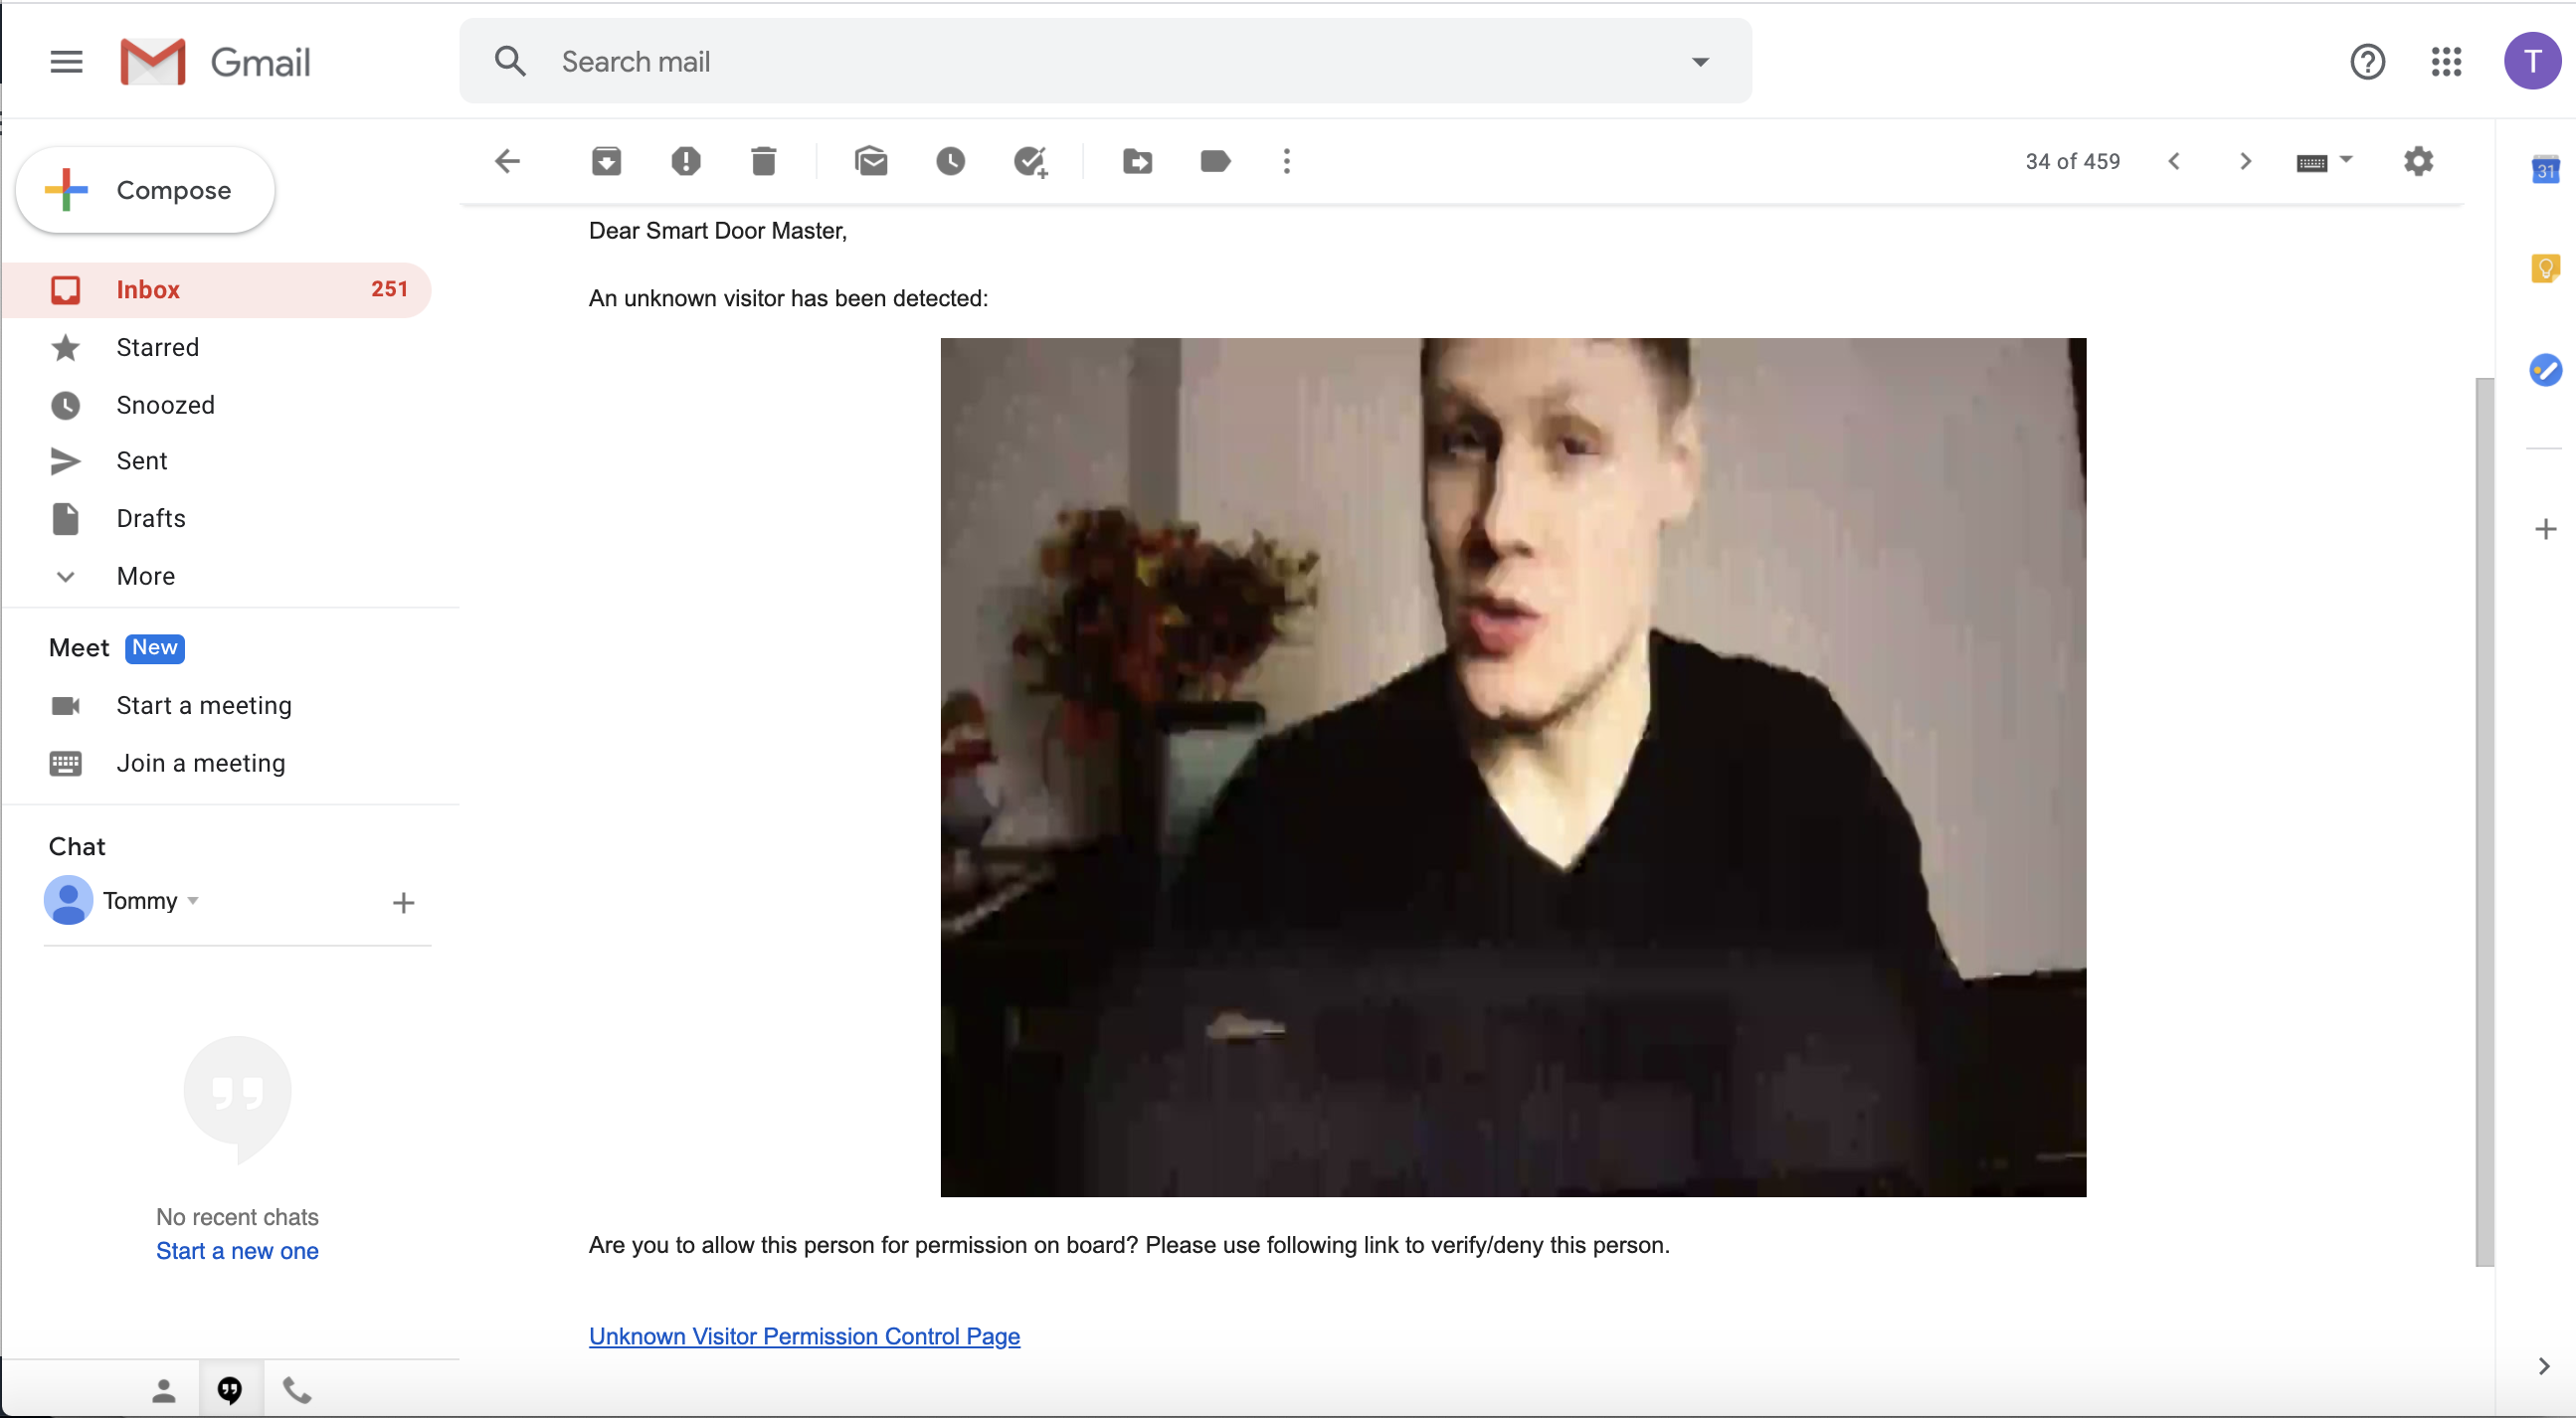 Gmail
Search mail
T
Compose
34 of 459
31
Inbox 251
Starred
Snoozed
Sent
Drafts
More
Meet New
Start a meeting
Join a meeting
Chat
Tommy
No recent chats
Start a new one
Dear Smart Door Master,
An unknown visitor has been detected:
Are you to allow this person for permission on board? Please use following link to verify/deny this person.
Unknown Visitor Permission Control Page